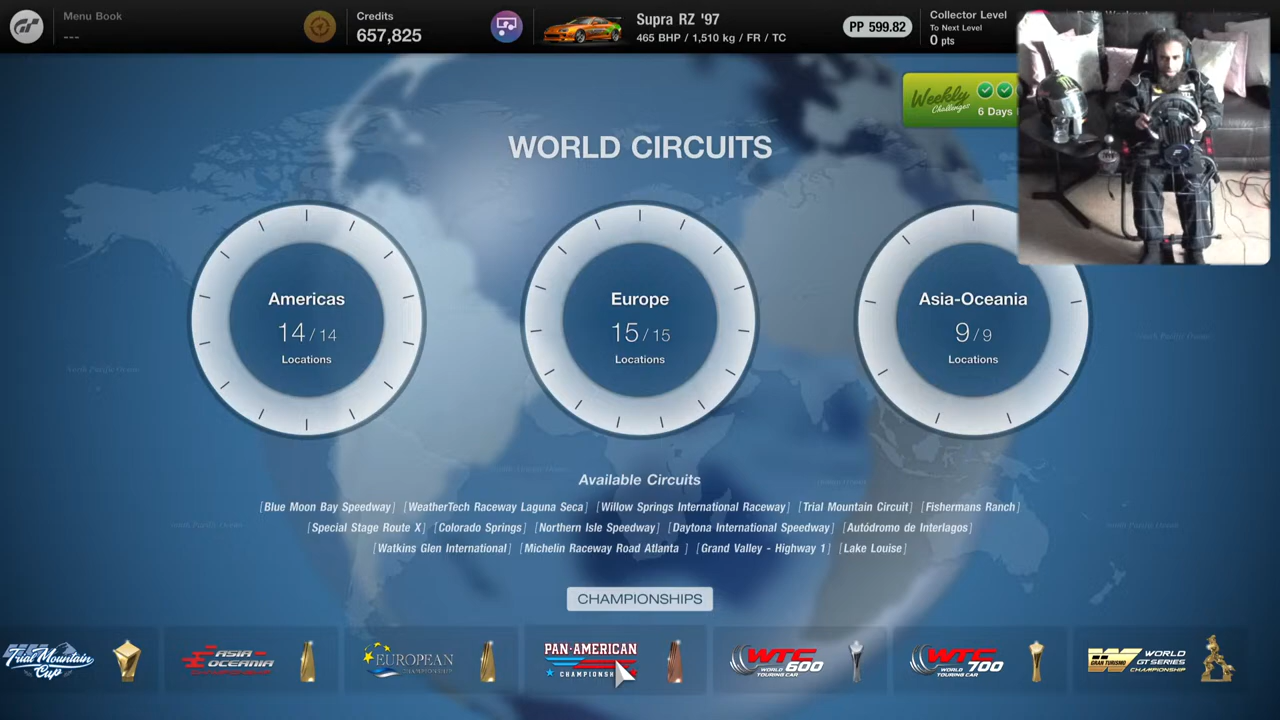 Menu Book
---
Credits
657,825
Supra RZ '97
465 BHP / 1,510 kg / FR / TC
PP 599.82
Collector Level
To Next Level
0 pts
Weekly
Challenges
6 Days
WORLD CIRCUITS
Americas
14 / 14
Locations
Europe
15 / 15
Locations
Asia-Oceania
9 / 9
Locations
Available Circuits
[Blue Moon Bay Speedway] [WeatherTech Raceway Laguna Seca] [Willow Springs International Raceway] [Trial Mountain Circuit] [Fishermans Ranch]
[Special Stage Route X] [Colorado Springs] [Northern Isle Speedway] [Daytona International Speedway] [Autódromo de Interlagos]
[Watkins Glen International] [Michelin Raceway Road Atlanta ] [Grand Valley - Highway 1] [Lake Louise]
CHAMPIONSHIPS
Trial Mountain
Cup
ASIA
OCEANIA
EUROPEAN
PAN-AMERICAN
WTC 600
WORLD TOURING CAR
WTC 700
WORLD TOURING CAR
GRAN TURISMO
WORLD
GT SERIES
CHAMPIONSHIP